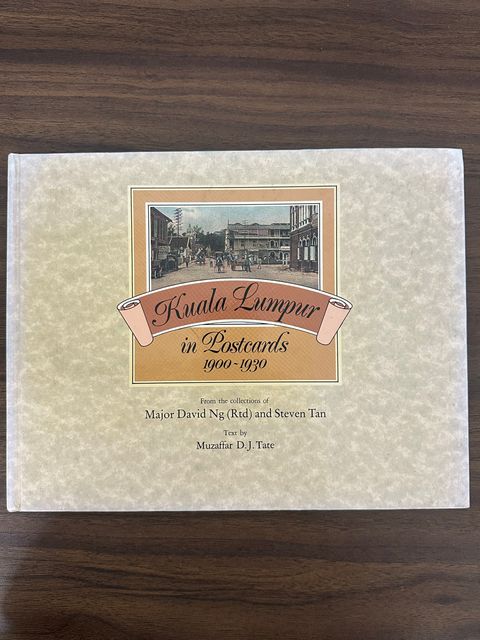 Kuala Lumpur
in Postcards
1900~1930
From the collections of
Major David Ng (Rtd) and Steven Tan
Text by
Muzaffar D.J. Tate